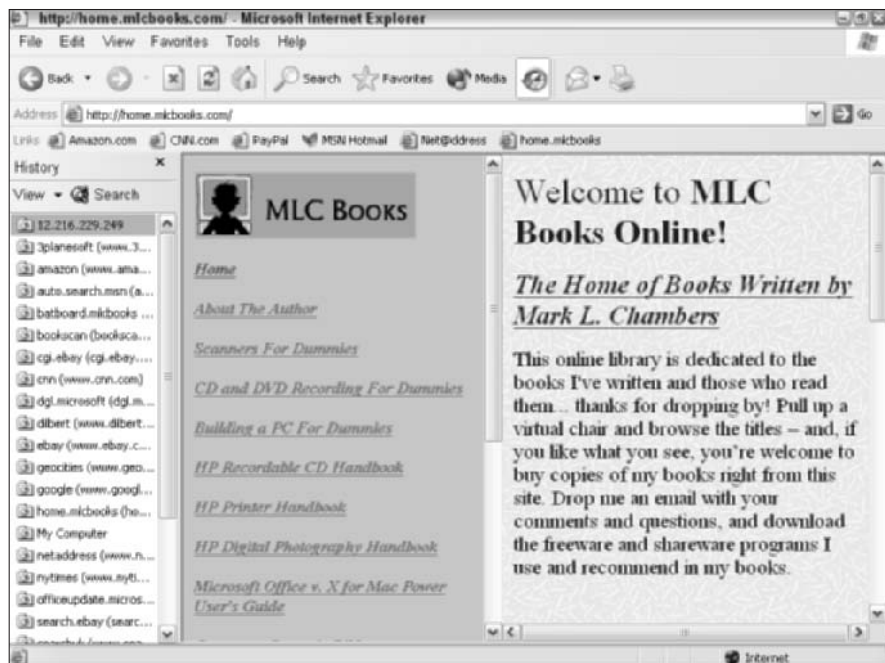 http://home.mlcbooks.com/ - Microsoft Internet Explorer
File Edit View Favorites Tools Help
Back Search Favorites Media
Address http://home.mlcbooks.com/ Go
Links Amazon.com CNN.com PayPal MSN Hotmail Net@ddress home.mlcbooks
History
View Search
12.216.229.249
3planesoft (www.3...
amazon (www.ama...
auto.search.msn (a...
batboard.mlcbooks ...
bookscan (booksca...
cgi.ebay (cgi.ebay....
cnn (www.cnn.com)
dgl.microsoft (dgl.m...
dilbert (www.dilbert...
ebay (www.ebay.c...
geocities (www.geo...
google (www.googl...
home.mlcbooks (ho...
My Computer
netaddress (www.n...
nytimes (www.nyti...
officeupdate.micros...
search.ebay (searc...
MLC BOOKS
Home
About The Author
Scanners For Dummies
CD and DVD Recording For Dummies
Building a PC For Dummies
HP Recordable CD Handbook
HP Printer Handbook
HP Digital Photography Handbook
Microsoft Office v. X for Mac Power
User's Guide
Welcome to MLC
Books Online!
The Home of Books Written by
Mark L. Chambers
This online library is dedicated to the
books I've written and those who read
them... thanks for dropping by! Pull up a
virtual chair and browse the titles – and, if
you like what you see, you're welcome to
buy copies of my books right from this
site. Drop me an email with your
comments and questions, and download
the freeware and shareware programs I
use and recommend in my books.
Internet